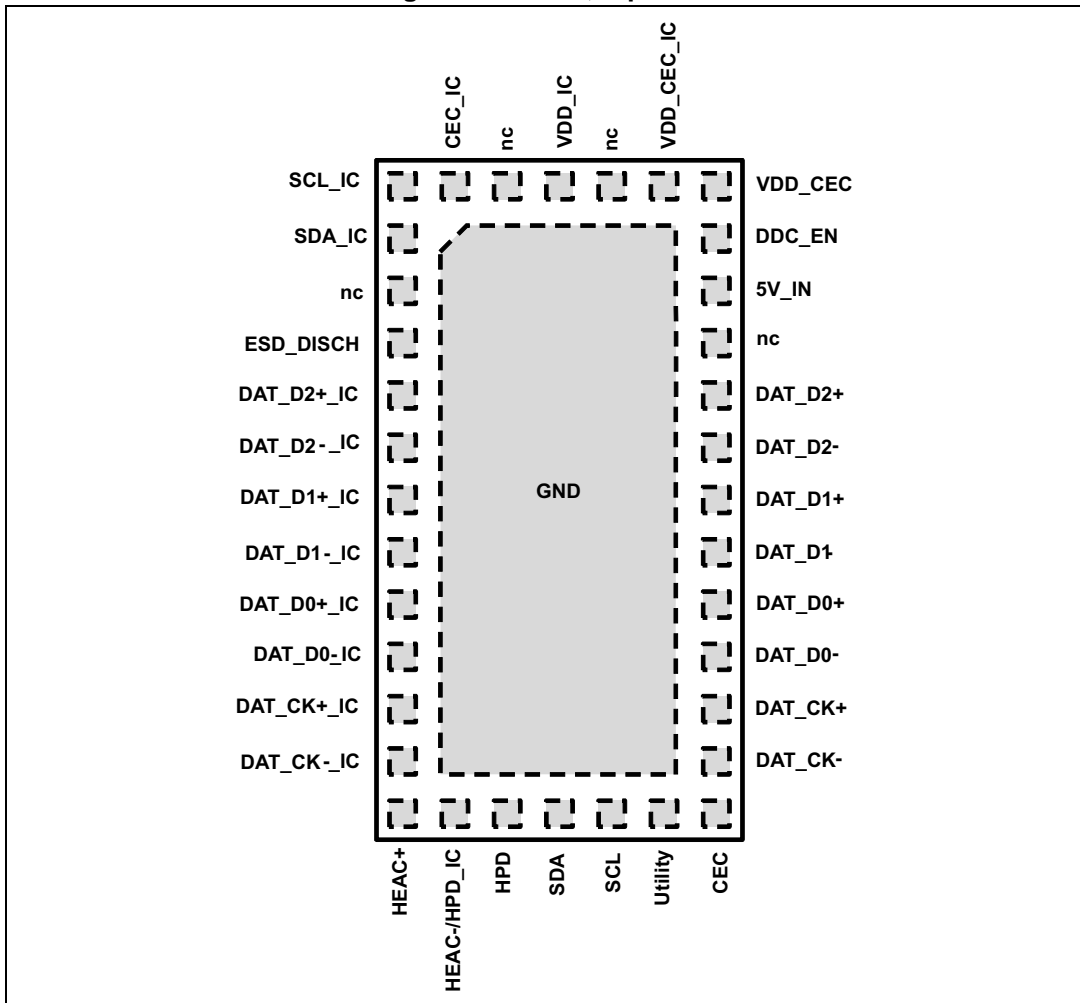 CEC_IC
nc
VDD_IC
nc
VDD_CEC_IC
SCL_IC
VDD_CEC
SDA_IC
DDC_EN
nc
5V_IN
ESD_DISCH
nc
DAT_D2+_IC
DAT_D2+
DAT_D2-_IC
DAT_D2-
GND
DAT_D1+_IC
DAT_D1+
DAT_D1-_IC
DAT_D1-
DAT_D0+_IC
DAT_D0+
DAT_D0-_IC
DAT_D0-
DAT_CK+_IC
DAT_CK+
DAT_CK-_IC
DAT_CK-
HEAC+
HEAC-/HPD_IC
HPD
SDA
SCL
Utility
CEC